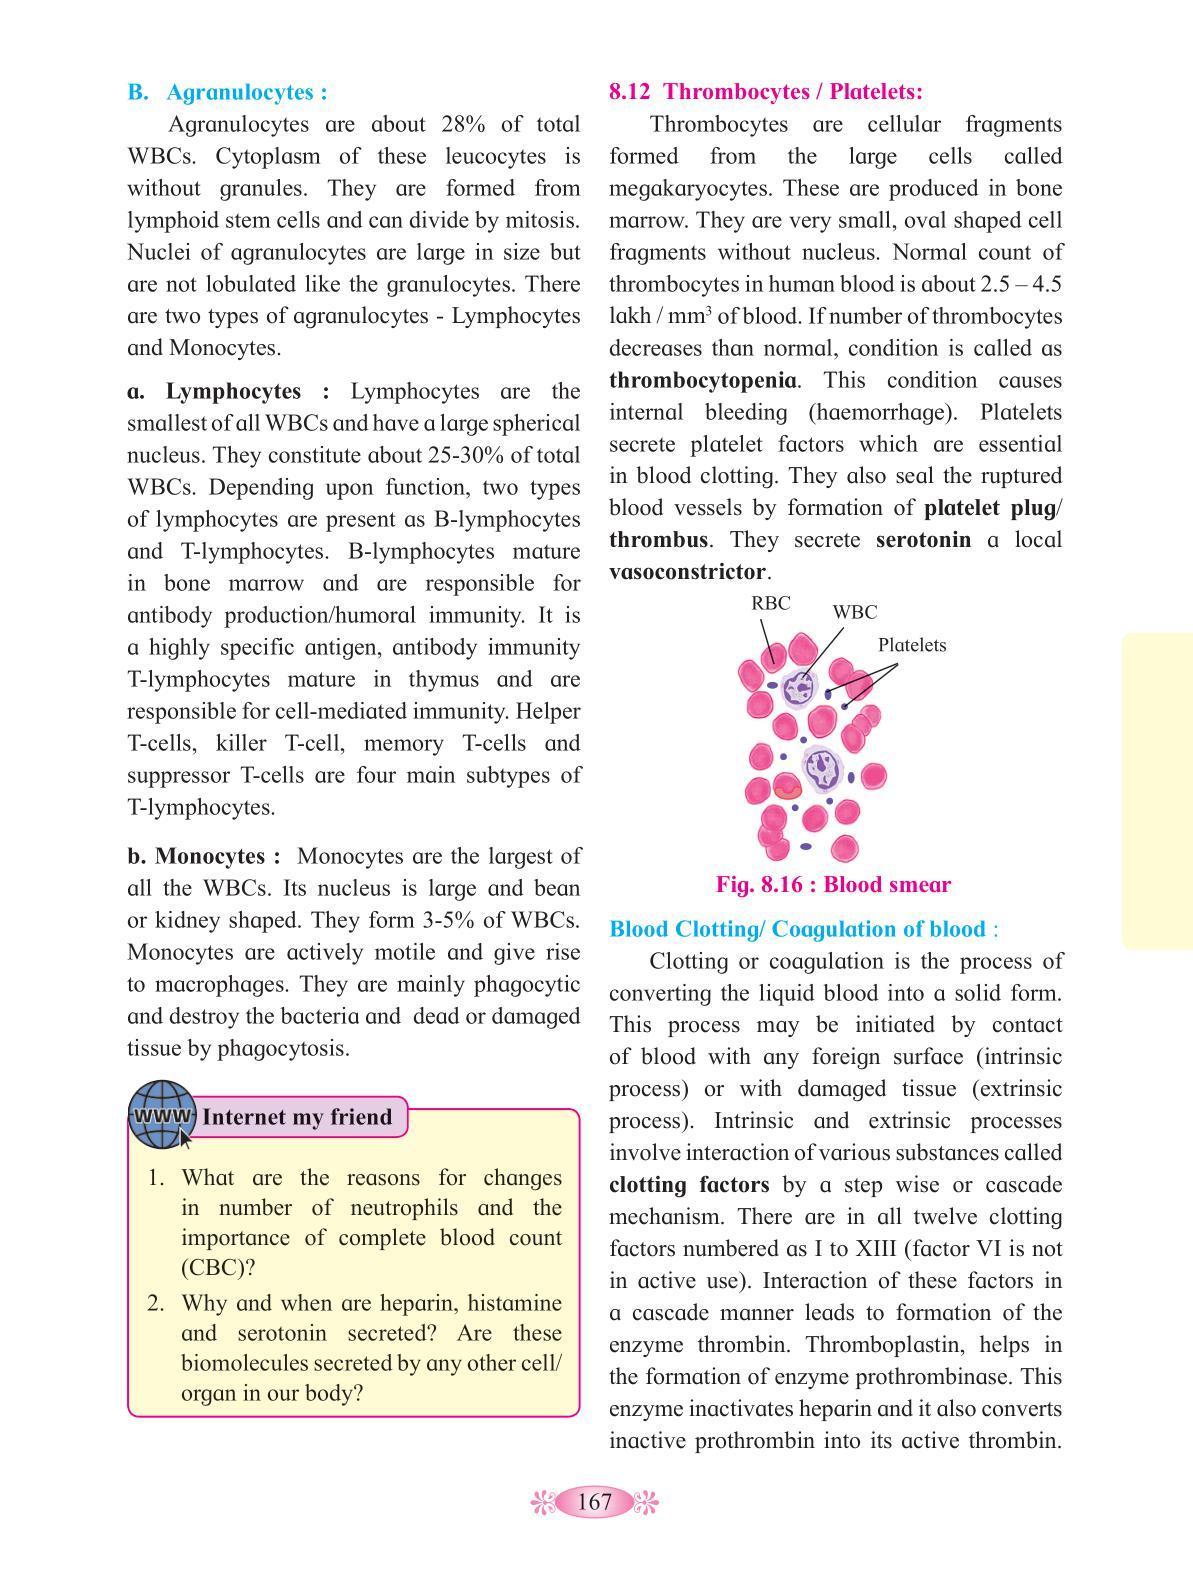 B. Agranulocytes :
Agranulocytes are about 28% of total
WBCs. Cytoplasm of these leucocytes is
without granules. They are formed from
lymphoid stem cells and can divide by mitosis.
Nuclei of agranulocytes are large in size but
are not lobulated like the granulocytes. There
are two types of agranulocytes - Lymphocytes
and Monocytes.
a. Lymphocytes : Lymphocytes are the
smallest of all WBCs and have a large spherical
nucleus. They constitute about 25-30% of total
WBCs. Depending upon function, two types
of lymphocytes are present as B-lymphocytes
and T-lymphocytes. B-lymphocytes mature
in bone marrow and are responsible for
antibody production/humoral immunity. It is
a highly specific antigen, antibody immunity
T-lymphocytes mature in thymus and are
responsible for cell-mediated immunity. Helper
T-cells, killer T-cell, memory T-cells and
suppressor T-cells are four main subtypes of
T-lymphocytes.
b. Monocytes : Monocytes are the largest of
all the WBCs. Its nucleus is large and bean
or kidney shaped. They form 3-5% of WBCs.
Monocytes are actively motile and give rise
to macrophages. They are mainly phagocytic
and destroy the bacteria and dead or damaged
tissue by phagocytosis.
WWW Internet my friend
1. What are the reasons for changes
in number of neutrophils and the
importance of complete blood count
(CBC)?
2. Why and when are heparin, histamine
and serotonin secreted? Are these
biomolecules secreted by any other cell/
organ in our body?
8.12 Thrombocytes / Platelets:
Thrombocytes are cellular fragments
formed from the large cells called
megakaryocytes. These are produced in bone
marrow. They are very small, oval shaped cell
fragments without nucleus. Normal count of
thrombocytes in human blood is about 2.5 – 4.5
lakh / mm³ of blood. If number of thrombocytes
decreases than normal, condition is called as
thrombocytopenia. This condition causes
internal bleeding (haemorrhage). Platelets
secrete platelet factors which are essential
in blood clotting. They also seal the ruptured
blood vessels by formation of platelet plug/
thrombus. They secrete serotonin a local
vasoconstrictor.
RBC
WBC
Platelets
Fig. 8.16 : Blood smear
Blood Clotting/ Coagulation of blood :
Clotting or coagulation is the process of
converting the liquid blood into a solid form.
This process may be initiated by contact
of blood with any foreign surface (intrinsic
process) or with damaged tissue (extrinsic
process). Intrinsic and extrinsic processes
involve interaction of various substances called
clotting factors by a step wise or cascade
mechanism. There are in all twelve clotting
factors numbered as I to XIII (factor VI is not
in active use). Interaction of these factors in
a cascade manner leads to formation of the
enzyme thrombin. Thromboplastin, helps in
the formation of enzyme prothrombinase. This
enzyme inactivates heparin and it also converts
inactive prothrombin into its active thrombin.
167